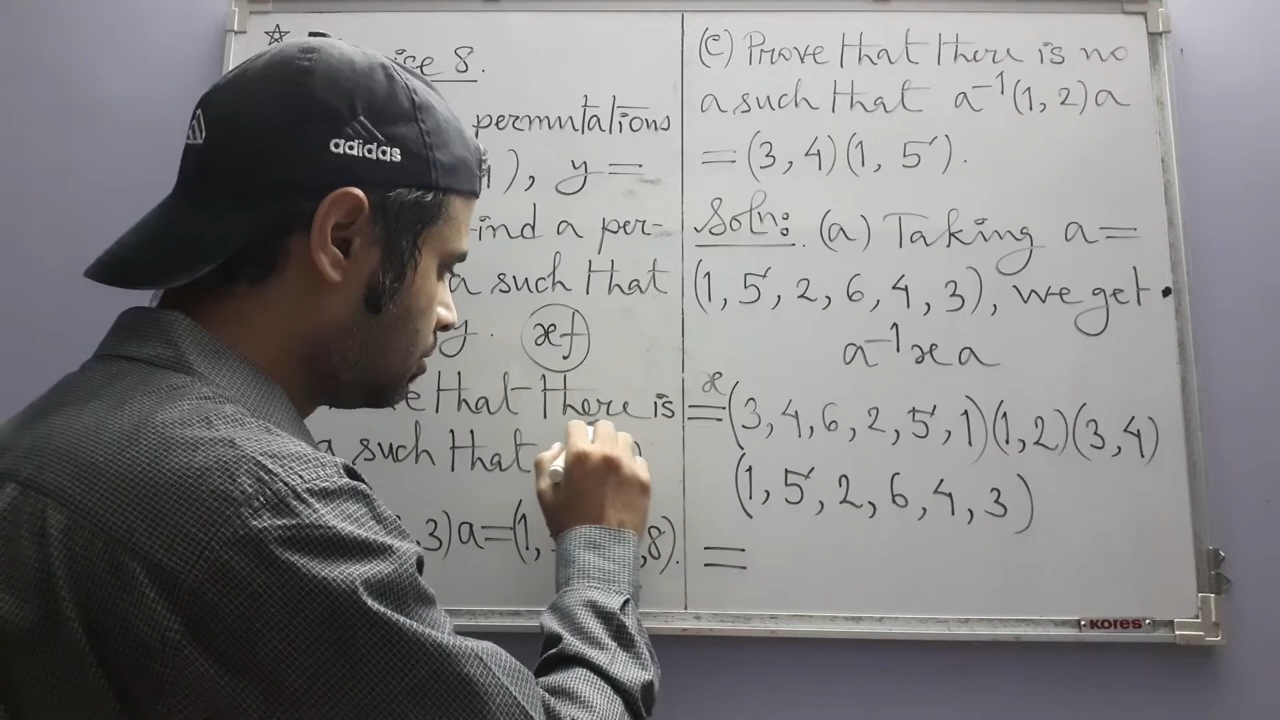 8.
permutations
), y =
a per-
a such that
y. xf
that there is
a such that
,3)a=(1, ,8).
(c) Prove that there is no
a such that a⁻¹(1, 2)a
= (3, 4)(1, 5).
Soln: (a) Taking a =
(1, 5, 2, 6, 4, 3), we get
a⁻¹xa
x
=(3, 4, 6, 2, 5, 1)(1, 2)(3, 4)
(1, 5, 2, 6, 4, 3)
=
adidas
KORES